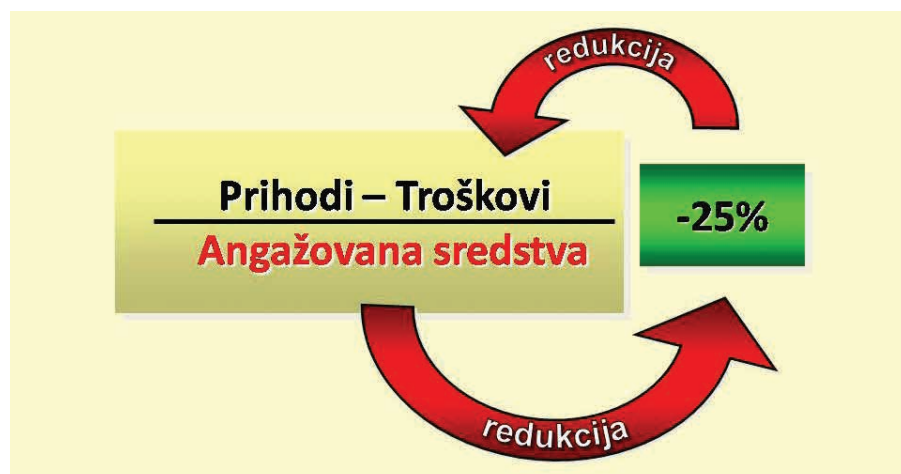 redukcija
Prihodi – Troškovi
Angažovana sredstva
-25%
redukcija